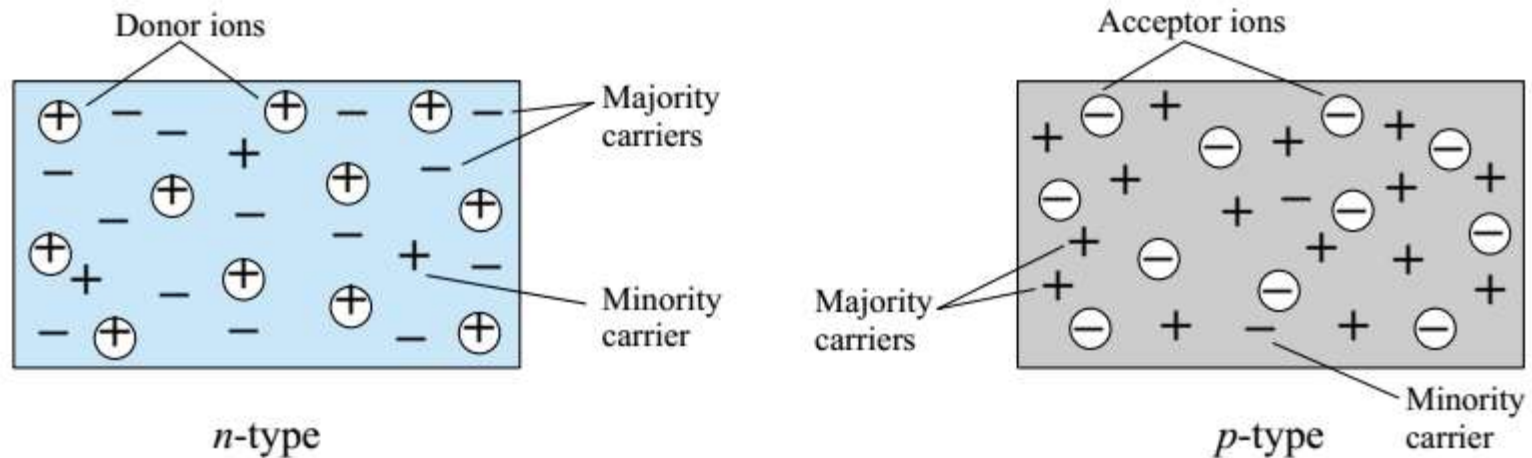 Donor ions
Majority
carriers
Minority
carrier
n-type
Acceptor ions
Majority
carriers
Minority
carrier
p-type